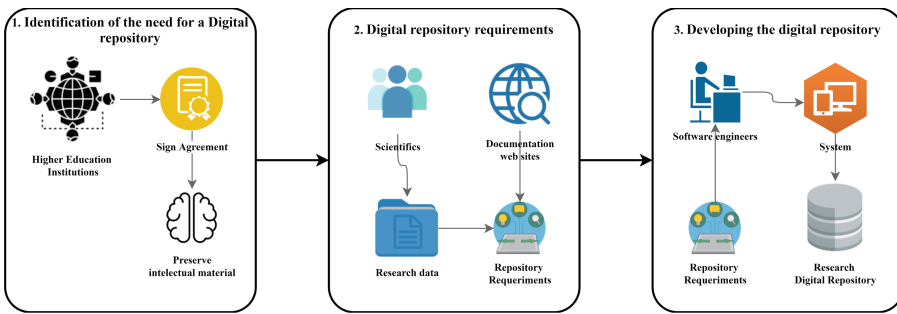 1. Identification of the need for a Digital
repository
Higher Education
Institutions
Sign Agreement
Preserve
intelectual material
2. Digital repository requirements
Scientifics
Documentation
web sites
Research data
Repository
Requeriments
3. Developing the digital repository
Software engineers
System
Repository
Requeriments
Research
Digital Repository